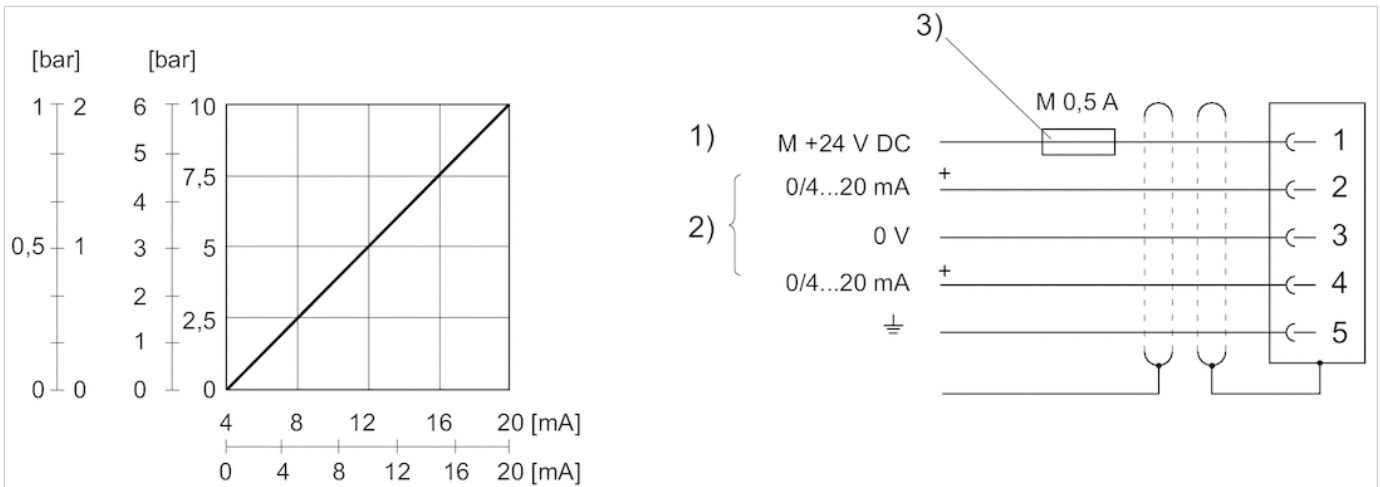 [bar] [bar]
1 2 6 10
5
7,5
4
0,5 1 3 5
2
2,5
1
0 0 0 0
4 8 12 16 20 [mA]
0 4 8 12 16 20 [mA]
3)
M 0,5 A
1) M +24 V DC 1
2) 0/4...20 mA + 2
0 V 3
0/4...20 mA + 4
5